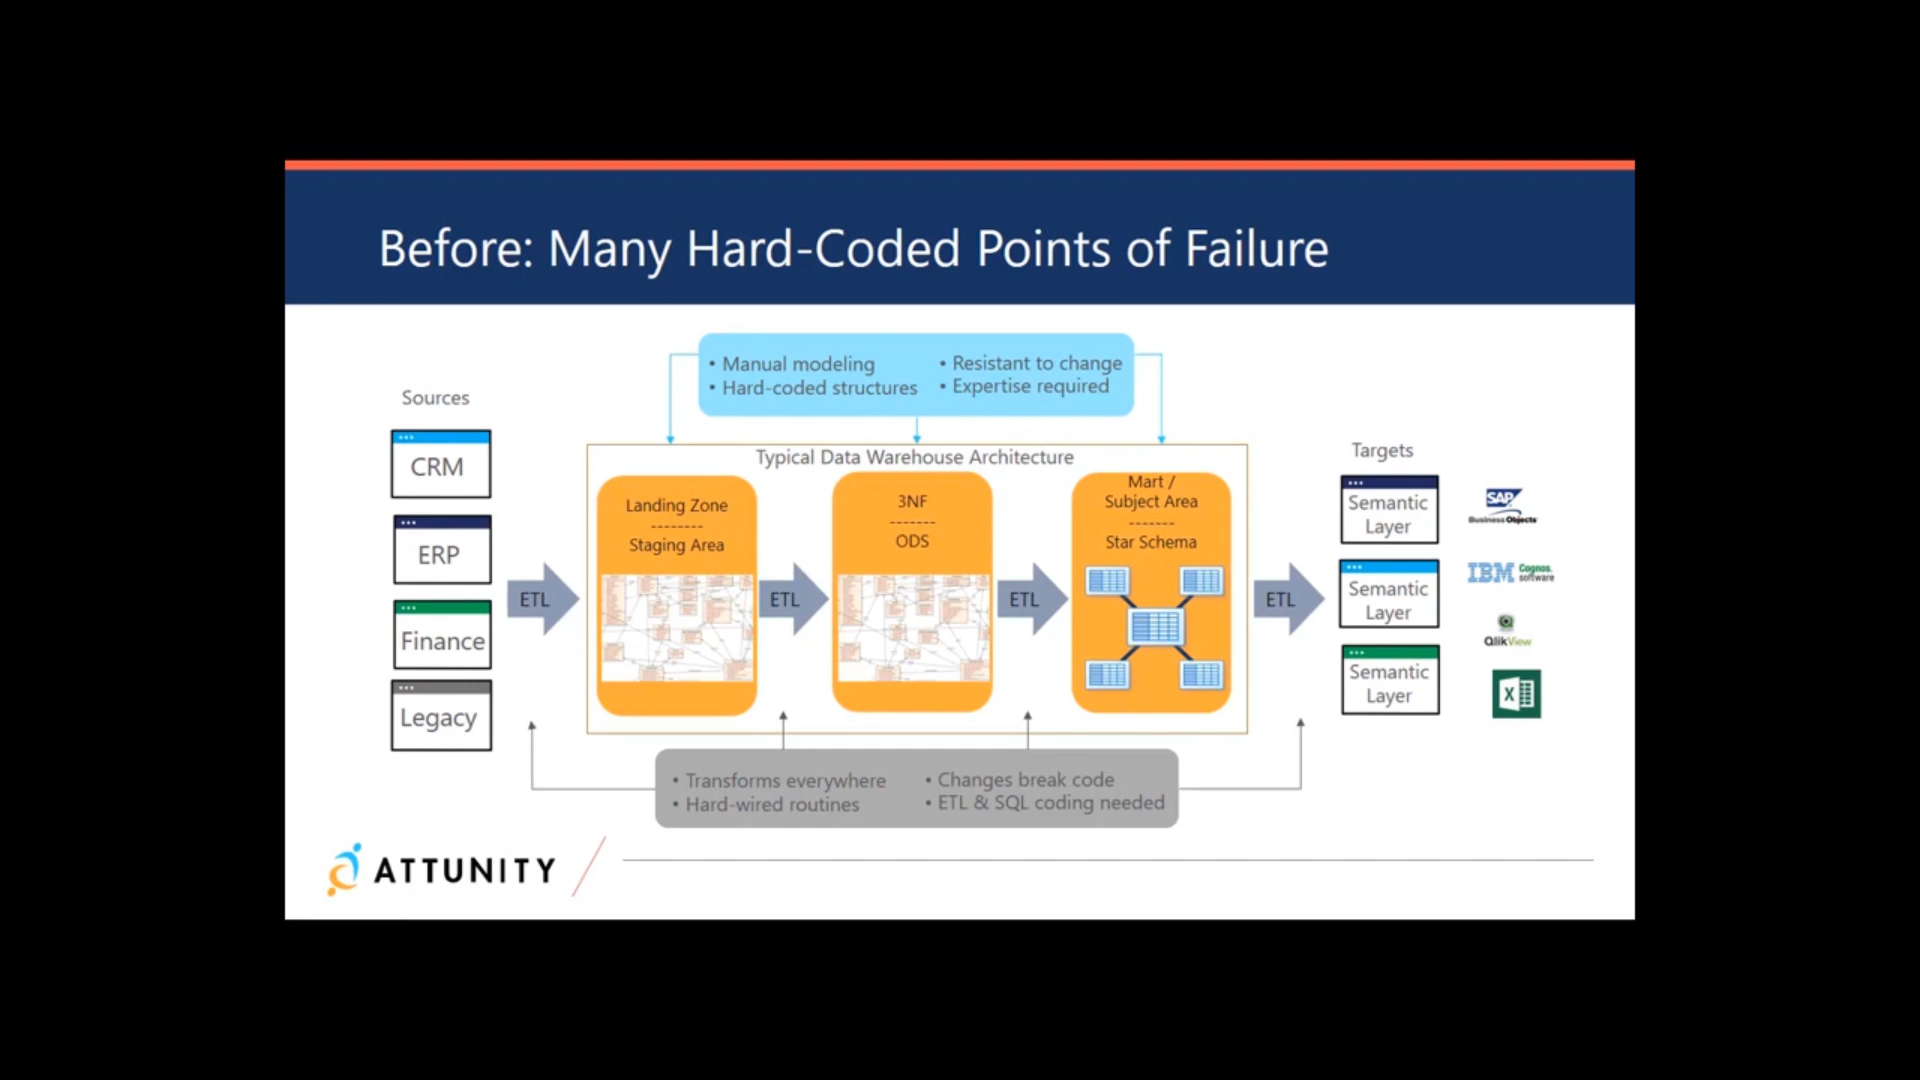 Before: Many Hard-Coded Points of Failure
• Manual modeling
• Hard-coded structures
• Resistant to change
• Expertise required
Sources
CRM
ERP
Finance
Legacy
ETL
Typical Data Warehouse Architecture
Landing Zone
--------
Staging Area
ETL
3NF
-------
ODS
ETL
Mart /
Subject Area
-------
Star Schema
ETL
Targets
Semantic
Layer
Semantic
Layer
Semantic
Layer
SAP
Business Objects
IBM Cognos.
software
QlikView
X
• Transforms everywhere
• Hard-wired routines
• Changes break code
• ETL & SQL coding needed
ATTUNITY